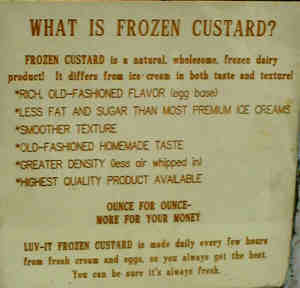 WHAT IS FROZEN CUSTARD?
FROZEN CUSTARD is a natural, wholesome, frozen dairy
product! It differs from ice cream in both taste and texture!
*RICH, OLD-FASHIONED FLAVOR (egg base)
*LESS FAT AND SUGAR THAN MOST PREMIUM ICE CREAMS
*SMOOTHER TEXTURE
*OLD-FASHIONED HOMEMADE TASTE
*GREATER DENSITY (less air whipped in)
*HIGHEST QUALITY PRODUCT AVAILABLE
OUNCE FOR OUNCE-
MORE FOR YOUR MONEY
LUV-IT FROZEN CUSTARD is made daily every few hours
from fresh cream and eggs, so you always get the best.
You can be sure it's always fresh.